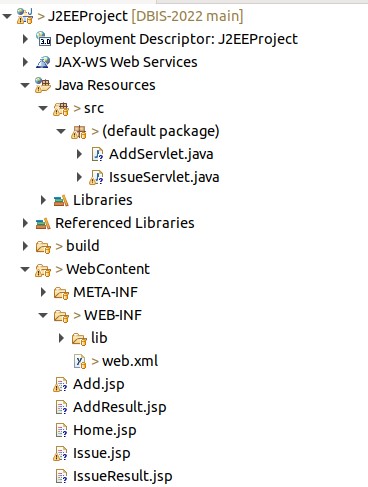 > J2EEProject [DBIS-2022 main]
Deployment Descriptor: J2EEProject
JAX-WS Web Services
Java Resources
> src
> (default package)
AddServlet.java
> IssueServlet.java
Libraries
Referenced Libraries
> build
> WebContent
META-INF
> WEB-INF
lib
> web.xml
Add.jsp
AddResult.jsp
Home.jsp
Issue.jsp
IssueResult.jsp